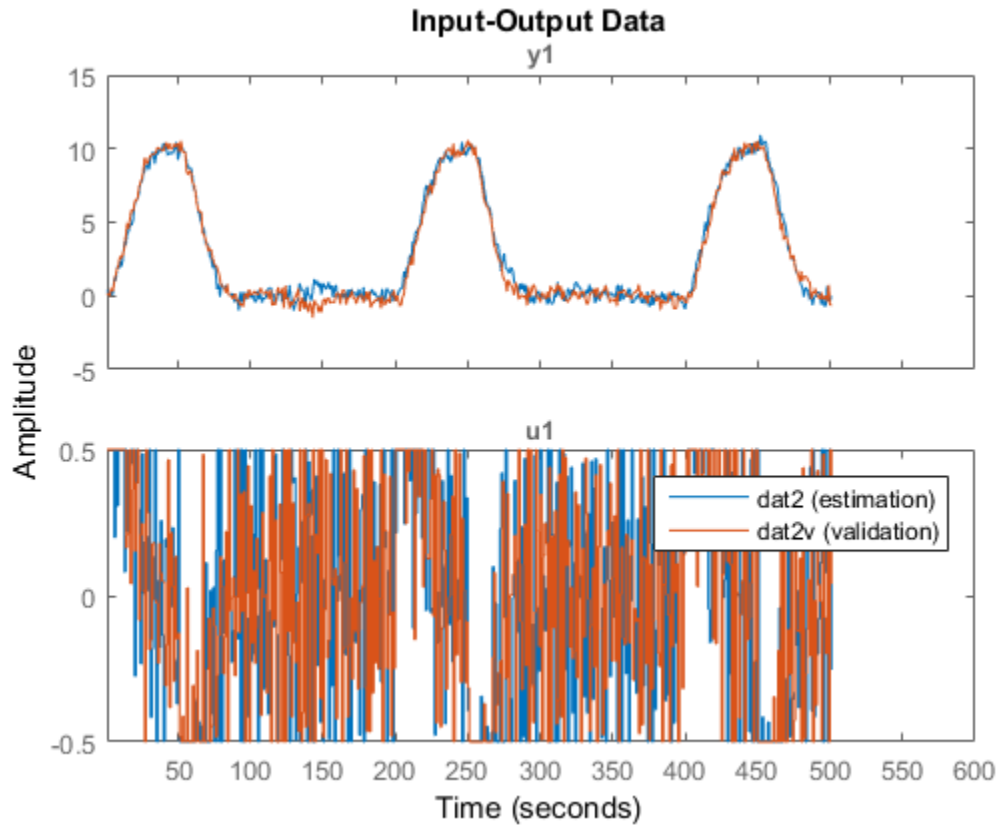 Input-Output Data
y1
15
10
5
0
-5
Amplitude
u1
0.5
0
-0.5
dat2 (estimation)
dat2v (validation)
50 100 150 200 250 300 350 400 450 500 550 600
Time (seconds)